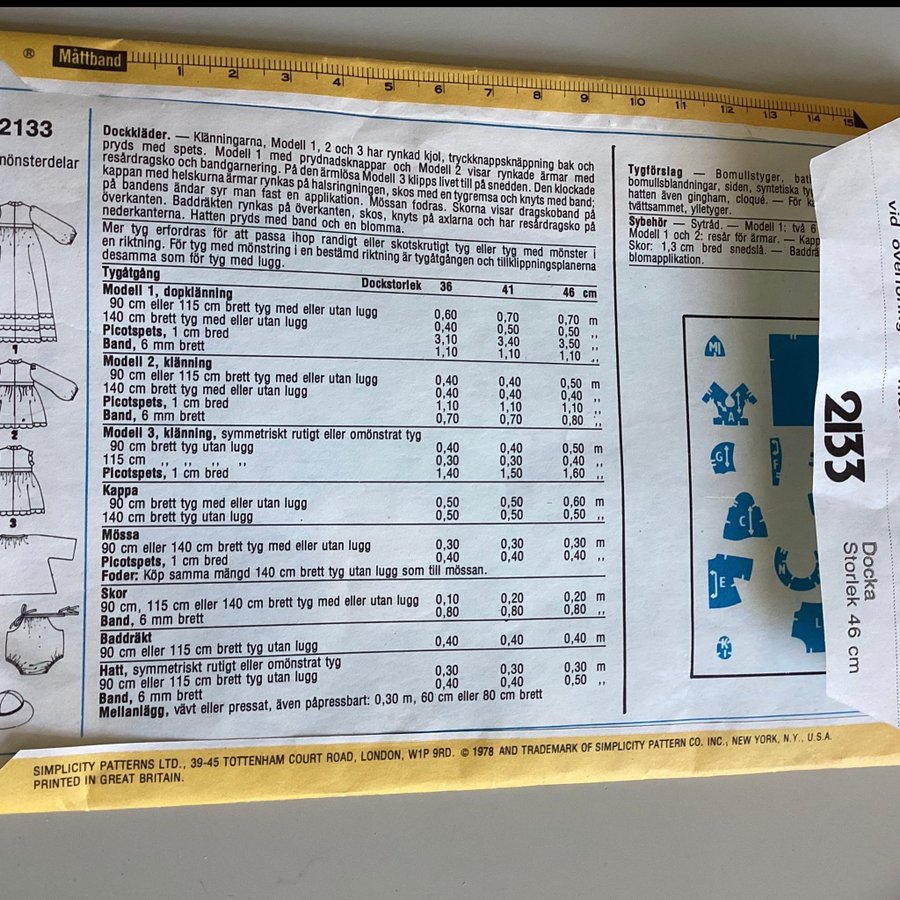 ® Måttband 1 2 3 4 5 6 7 8 9 10 11 12 13 14 15
2133
mönsterdelar
1
2
3
Dockkläder. — Klänningarna, Modell 1, 2 och 3 har rynkad kjol, tryckknappsknäppning bak och
pryds med spets. Modell 1 med prydnadsknappar och Modell 2 visar rynkade ärmar med
resårdragsko och bandgarnering. På den ärmlösa Modell 3 klipps livet till på snedden. Den klockade
kappan med helskurna ärmar rynkas på halsringningen, skos med en tygremsa och knyts med band;
på bandens ändar syr man fast en applikation. Mössan fodras. Skorna visar dragskoband på
överkanten. Baddräkten rynkas på överkanten, skos, knyts på axlarna och har resårdragsko på
nederkanterna. Hatten pryds med band och en blomma.
Mer tyg erfordras för att passa ihop randigt eller skotskrutigt tyg eller tyg med mönster i
en riktning. För tyg med mönstring i en bestämd riktning er tygåtgången och tillklippningsplanerna
desamma som för tyg med lugg.
Tygåtgång Dockstorlek 36 41 46 cm
Modell 1, dopklänning
90 cm eller 115 cm brett tyg med eller utan lugg 0,60 0,70 0,70 m
140 cm brett tyg med eller utan lugg 0,40 0,50 0,50 ,,
Picotspets, 1 cm bred 3,10 3,40 3,50 ,,
Band, 6 mm brett 1,10 1,10 1,10 ,,
Modell 2, klänning
90 cm eller 115 cm brett tyg med eller utan lugg 0,40 0,40 0,50 m
140 cm brett tyg med eller utan lugg 0,40 0,40 0,40 ,,
Picotspets, 1 cm bred 1,10 1,10 1,10 ,,
Band, 6 mm brett 0,70 0,70 0,80 ,,
Modell 3, klänning, symmetriskt rutigt eller omönstrat tyg
90 cm brett tyg utan lugg 0,40 0,40 0,50 m
115 cm ,, ,, ,, ,, 0,30 0,30 0,40 ,,
Picotspets, 1 cm bred 1,40 1,50 1,60 ,,
Kappa
90 cm brett tyg med eller utan lugg 0,50 0,50 0,60 m
140 cm brett tyg utan lugg 0,50 0,50 0,50 ,,
Mössa
90 cm eller 140 cm brett tyg med eller utan lugg 0,30 0,30 0,30 m
Picotspets, 1 cm bred 0,40 0,40 0,40 ,,
Foder: Köp samma mängd 140 cm brett tyg utan lugg som till mössan.
Skor
90 cm, 115 cm eller 140 cm brett tyg med eller utan lugg 0,10 0,20 0,20 m
Band, 6 mm brett 0,80 0,80 0,80 ,,
Baddräkt
90 cm eller 115 cm brett tyg utan lugg 0,40 0,40 0,40 m
Hatt, symmetriskt rutigt eller omönstrat tyg
90 cm eller 115 cm brett tyg utan lugg 0,30 0,30 0,30 m
Band, 6 mm brett 0,40 0,40 0,50 ,,
Mellanlägg, vävt eller pressat, även påpressbart: 0,30 m, 60 cm eller 80 cm brett
Tygförslag — Bomullstyger,
bomullsblandningar, siden, syntetiska
hatten även gingham, cloqué. — För
tvättsammet, ylletyger.
Sybehör — Sytråd. — Modell 1: två 6
Modell 1 och 2: resår för ärmar. —
Skor: 1,3 cm bred snedslå. —
blomapplikation.
M
A
G
F
C
E
N
L
K
2133
Docka
Storlek 46 cm
vid
SIMPLICITY PATTERNS LTD., 39-45 TOTTENHAM COURT ROAD, LONDON, W1P 9RD. © 1978 AND TRADEMARK OF SIMPLICITY PATTERN CO. INC., NEW YORK, N.Y., U.S.A.
PRINTED IN GREAT BRITAIN.